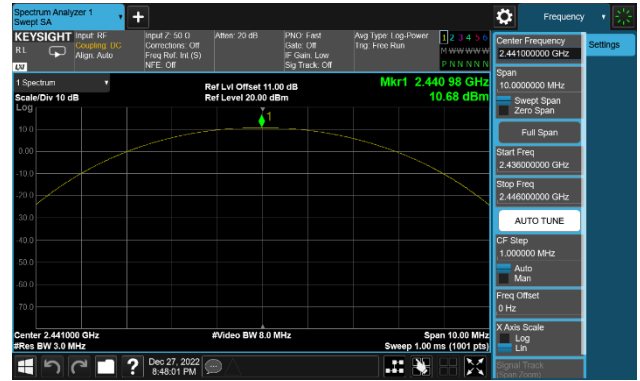 Spectrum Analyzer 1
Swept SA
+
Frequency
KEYSIGHT
RL
LXI
Input: RF
Coupling: DC
Align: Auto
Input Z: 50 Ω
Corrections: Off
Freq Ref: Int (S)
NFE: Off
Atten: 20 dB
PNO: Fast
Gate: Off
IF Gain: Low
Sig Track: Off
Avg Type: Log-Power
Trig: Free Run
1 2 3 4 5 6
M W W W W W
P N N N N N
1 Spectrum
Scale/Div 10 dB
Ref Lvl Offset 11.00 dB
Ref Level 20.00 dBm
Mkr1 2.440 98 GHz
10.68 dBm
Log
1
10.0
0.00
-10.0
-20.0
-30.0
-40.0
-50.0
-60.0
-70.0
Center 2.441000 GHz
#Res BW 3.0 MHz
#Video BW 8.0 MHz
Span 10.00 MHz
Sweep 1.00 ms (1001 pts)
?
Dec 27, 2022
8:48:01 PM
Center Frequency
2.441000000 GHz
Settings
Span
10.0000000 MHz
Swept Span
Zero Span
Full Span
Start Freq
2.436000000 GHz
Stop Freq
2.446000000 GHz
AUTO TUNE
CF Step
1.000000 MHz
Auto
Man
Freq Offset
0 Hz
X Axis Scale
Log
Lin
Signal Track
(Span Zoom)